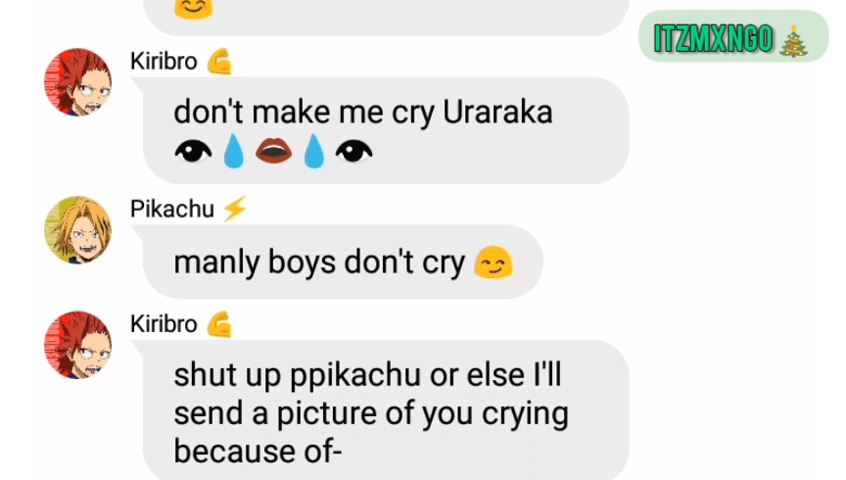 😊
ITZMXNGO🎄
Kiribro 💪
don't make me cry Uraraka
👁💧👄💧👁
Pikachu ⚡
manly boys don't cry 😏
Kiribro 💪
shut up ppikachu or else I'll
send a picture of you crying
because of-